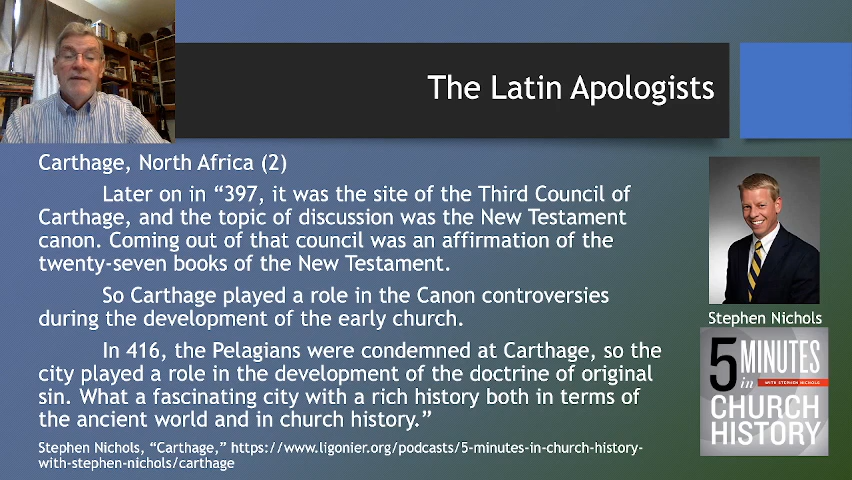 The Latin Apologists
Carthage, North Africa (2)
Later on in “397, it was the site of the Third Council of
Carthage, and the topic of discussion was the New Testament
canon. Coming out of that council was an affirmation of the
twenty-seven books of the New Testament.
So Carthage played a role in the Canon controversies
during the development of the early church.
In 416, the Pelagians were condemned at Carthage, so the
city played a role in the development of the doctrine of original
sin. What a fascinating city with a rich history both in terms of
the ancient world and in church history.”
Stephen Nichols, “Carthage,” https://www.ligonier.org/podcasts/5-minutes-in-church-history-
with-stephen-nichols/carthage
Stephen Nichols
5 MINUTES
in WITH STEPHEN NICHOLS
CHURCH
HISTORY